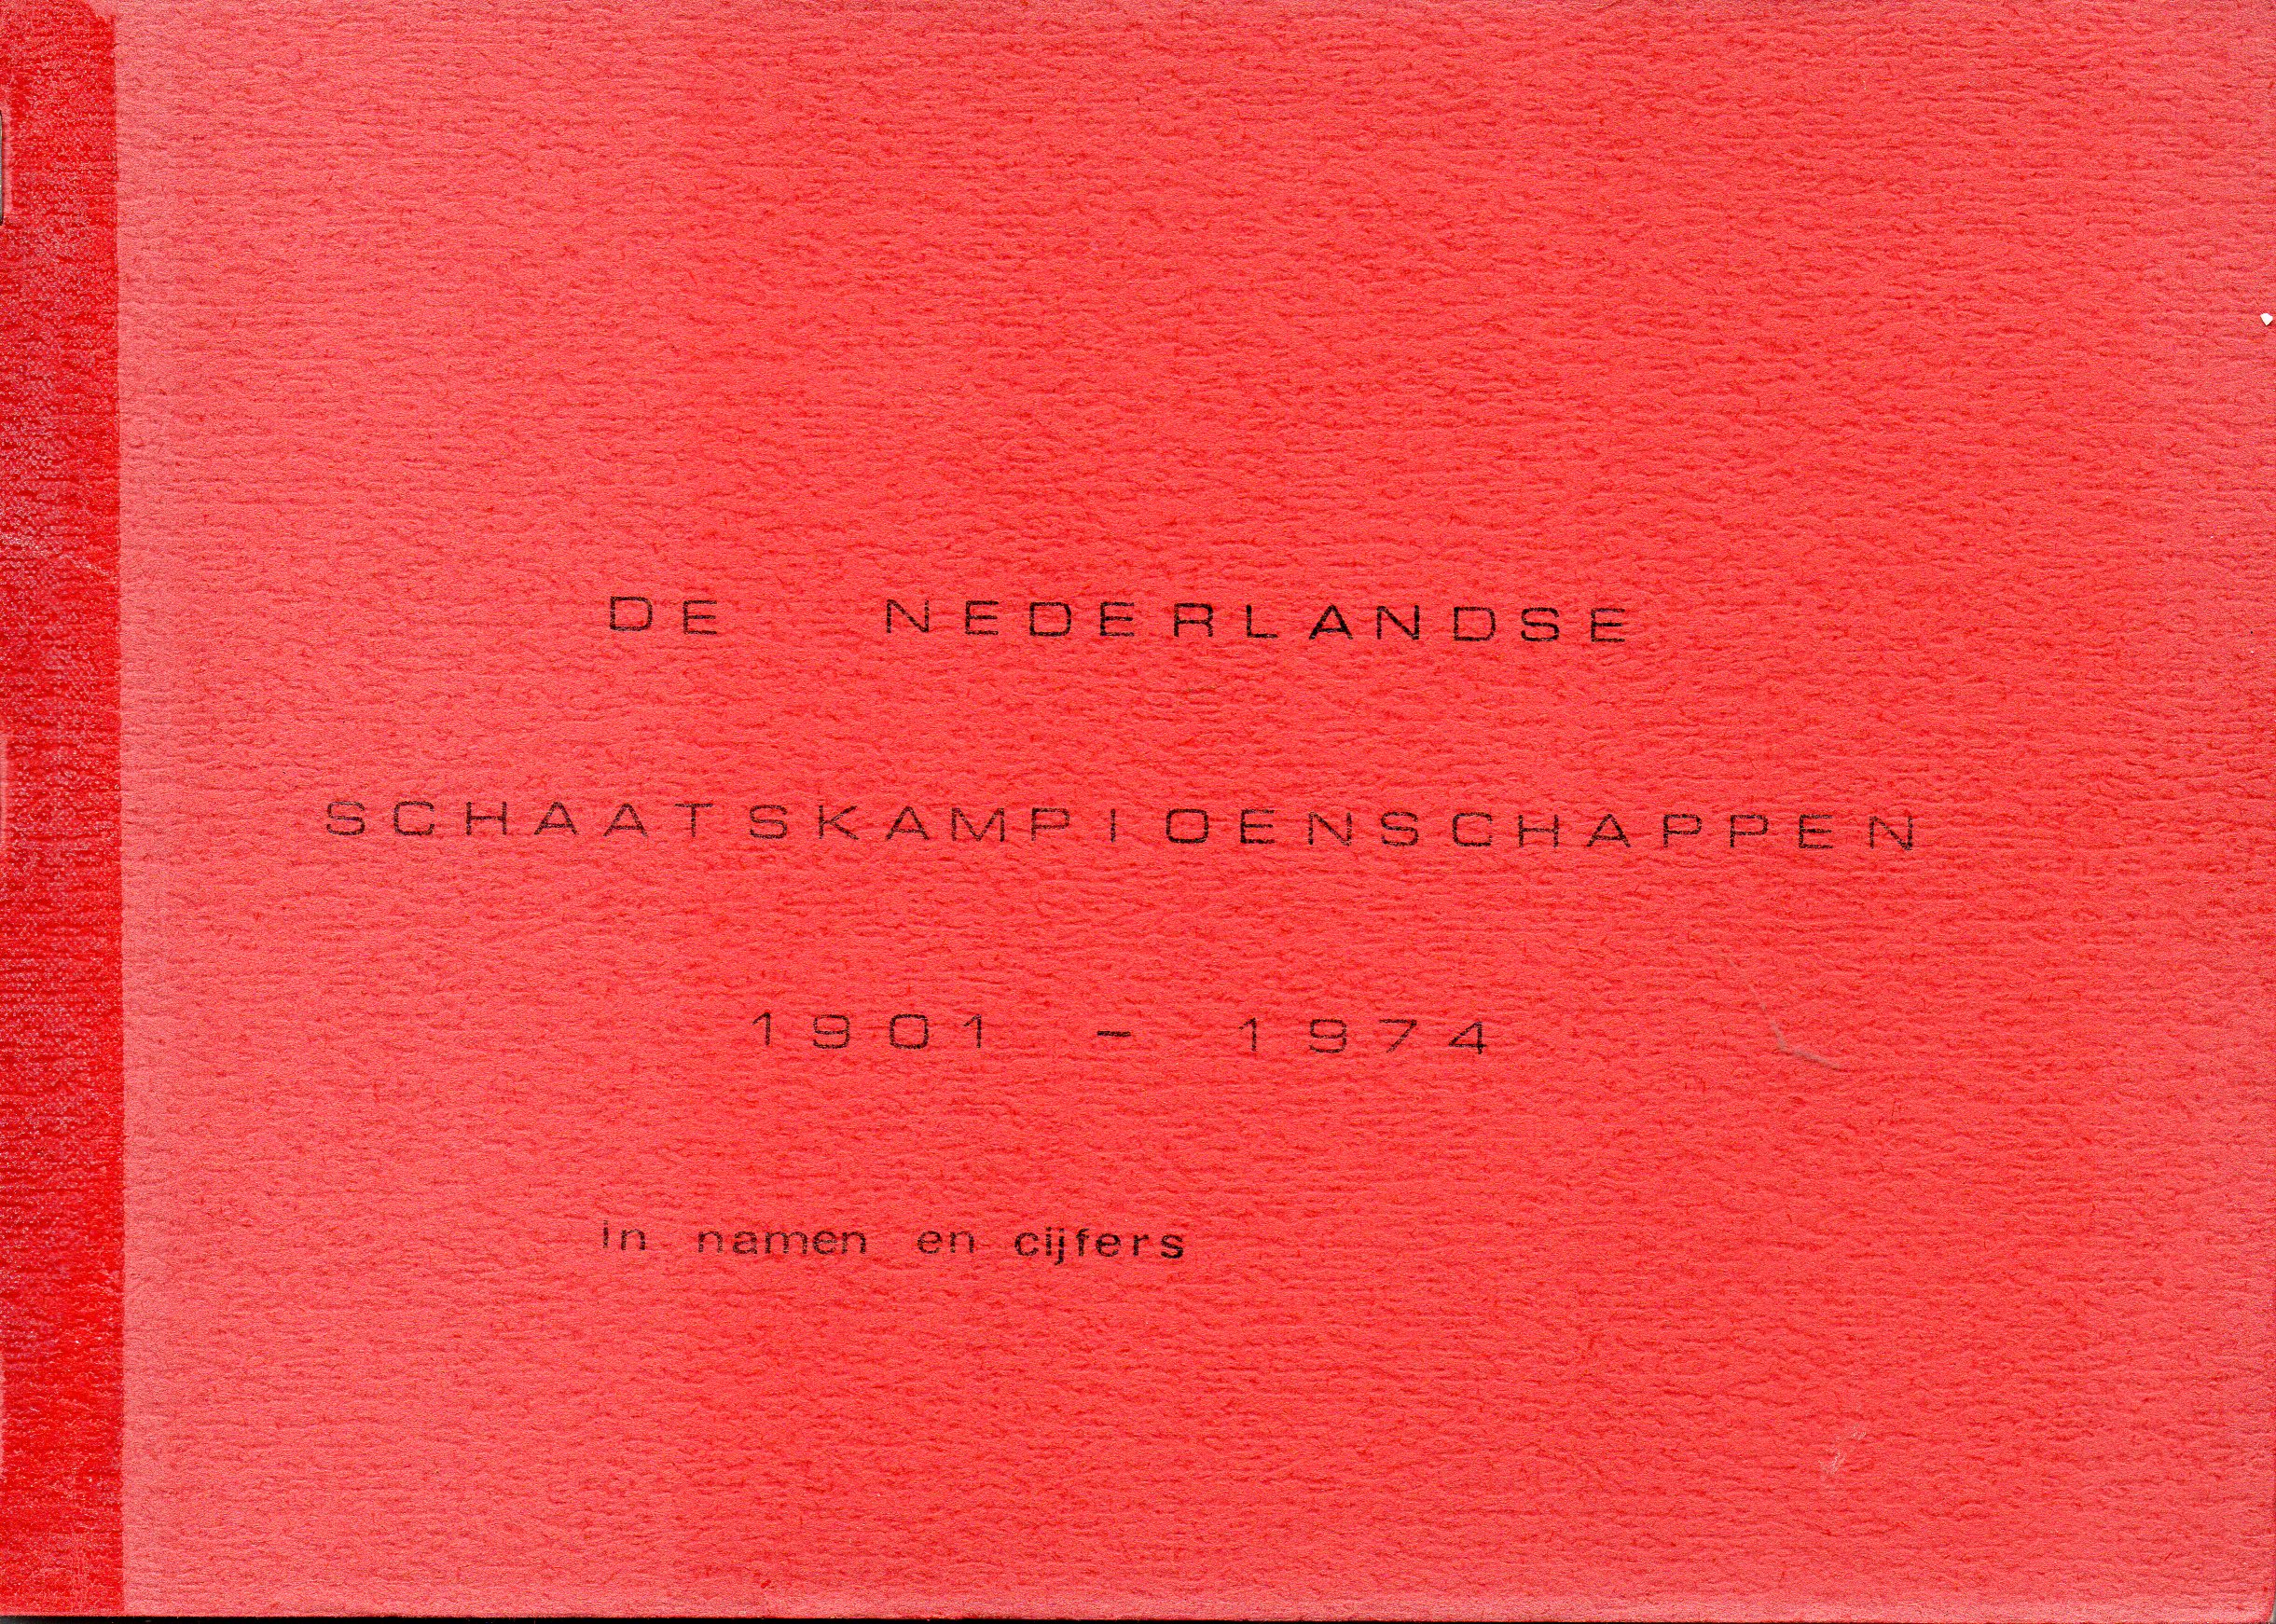 DE NEDERLANDSE
SCHAATSKAMPIOENSCHAPPEN
1901 - 1974
in namen en cijfers